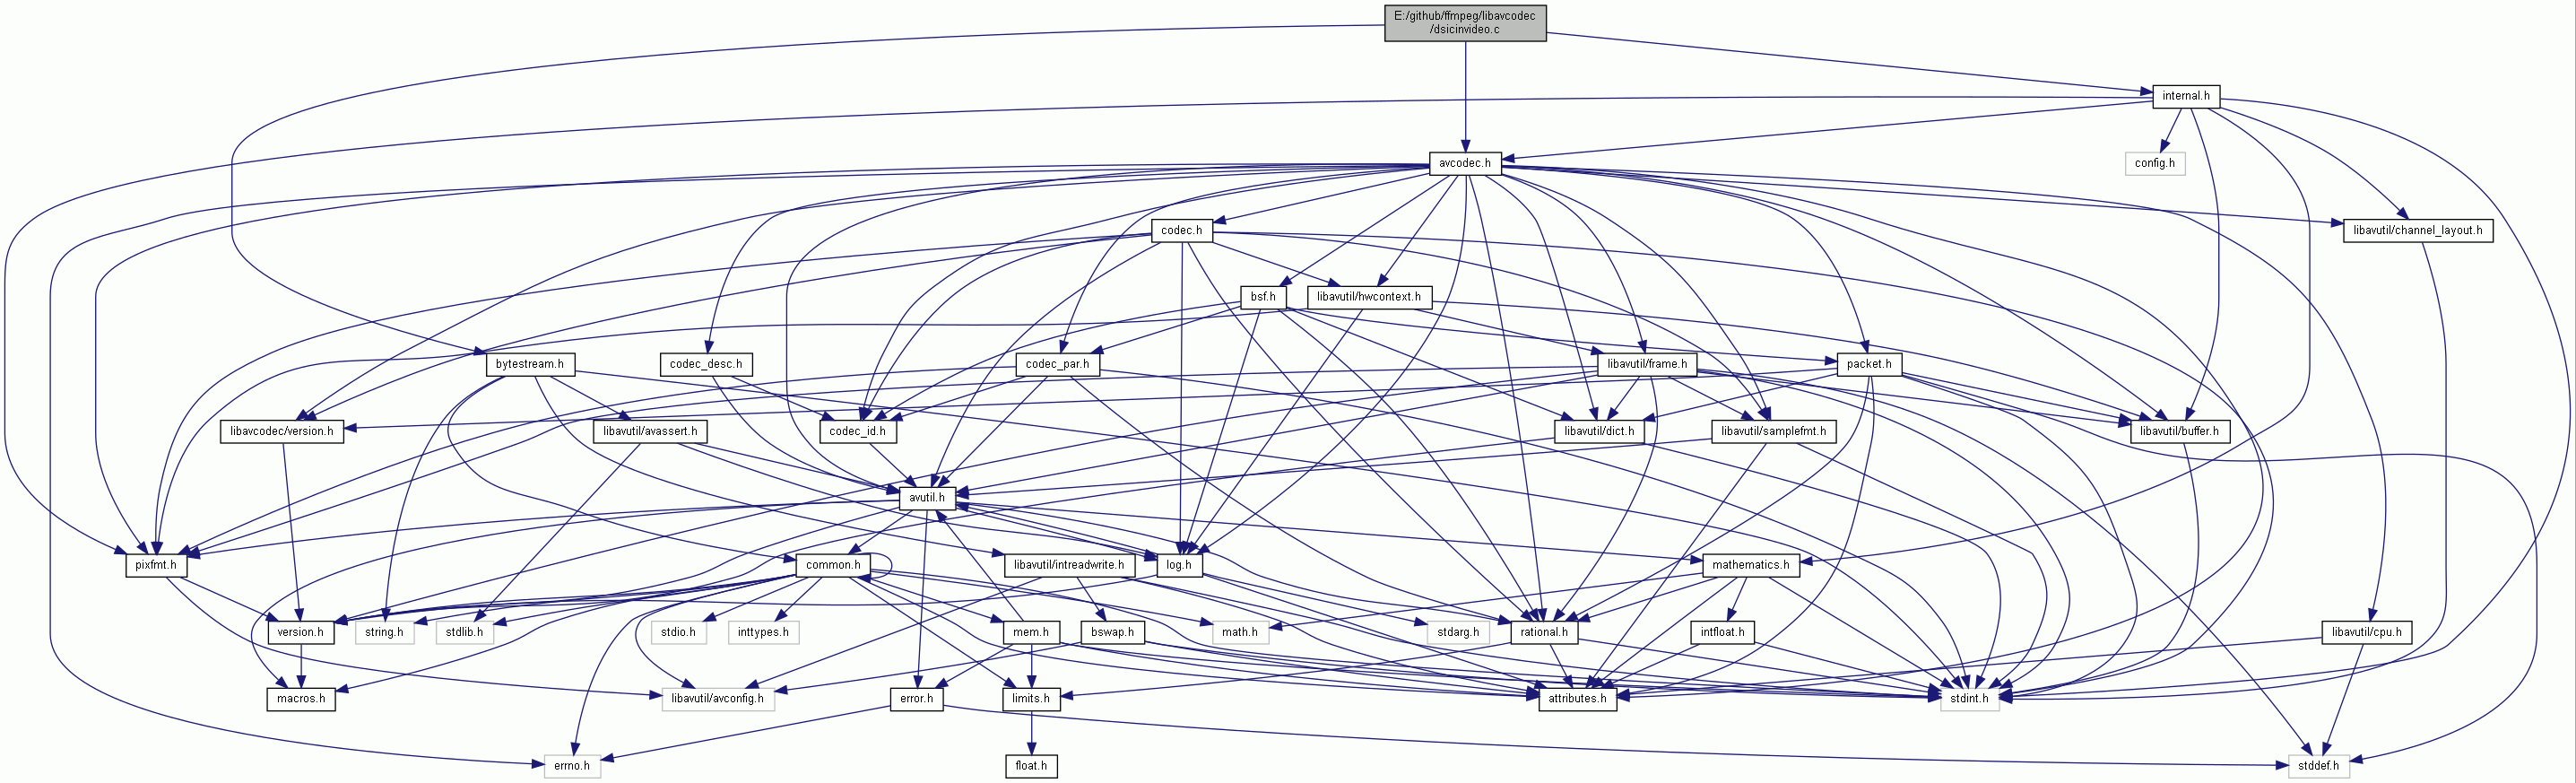 E:/github/ffmpeg/libavcodec
/dsicinvideo.c
internal.h
avcodec.h
config.h
codec.h
libavutil/channel_layout.h
bsf.h
libavutil/hwcontext.h
bytestream.h
codec_desc.h
codec_par.h
libavutil/frame.h
packet.h
libavcodec/version.h
libavutil/avassert.h
codec_id.h
libavutil/dict.h
libavutil/samplefmt.h
libavutil/buffer.h
avutil.h
pixfmt.h
common.h
libavutil/intreadwrite.h
log.h
mathematics.h
version.h
string.h
stdlib.h
stdio.h
inttypes.h
mem.h
bswap.h
math.h
stdarg.h
rational.h
intfloat.h
libavutil/cpu.h
macros.h
libavutil/avconfig.h
error.h
limits.h
attributes.h
stdint.h
errno.h
float.h
stddef.h